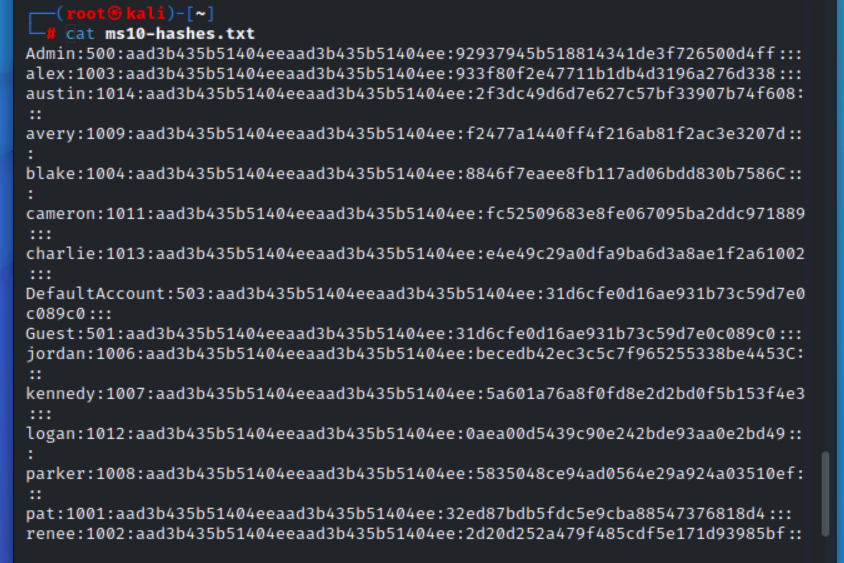 ┌──(root㉿kali)-[~]
└─# cat ms10-hashes.txt
Admin:500:aad3b435b51404eeaad3b435b51404ee:92937945b518814341de3f726500d4ff:::
alex:1003:aad3b435b51404eeaad3b435b51404ee:933f80f2e47711b1db4d3196a276d338:::
austin:1014:aad3b435b51404eeaad3b435b51404ee:2f3dc49d6d7e627c57bf33907b74f608:
::
avery:1009:aad3b435b51404eeaad3b435b51404ee:f2477a1440ff4f216ab81f2ac3e3207d::
:
blake:1004:aad3b435b51404eeaad3b435b51404ee:8846f7eaee8fb117ad06bdd830b7586C::
:
cameron:1011:aad3b435b51404eeaad3b435b51404ee:fc52509683e8fe067095ba2ddc971889
:::
charlie:1013:aad3b435b51404eeaad3b435b51404ee:e4e49c29a0dfa9ba6d3a8ae1f2a61002
:::
DefaultAccount:503:aad3b435b51404eeaad3b435b51404ee:31d6cfe0d16ae931b73c59d7e0
c089c0:::
Guest:501:aad3b435b51404eeaad3b435b51404ee:31d6cfe0d16ae931b73c59d7e0c089c0:::
jordan:1006:aad3b435b51404eeaad3b435b51404ee:becedb42ec3c5c7f965255338be4453C:
::
kennedy:1007:aad3b435b51404eeaad3b435b51404ee:5a601a76a8f0fd8e2d2bd0f5b153f4e3
:::
logan:1012:aad3b435b51404eeaad3b435b51404ee:0aea00d5439c90e242bde93aa0e2bd49::
:
parker:1008:aad3b435b51404eeaad3b435b51404ee:5835048ce94ad0564e29a924a03510ef:
::
pat:1001:aad3b435b51404eeaad3b435b51404ee:32ed87bdb5fdc5e9cba88547376818d4:::
renee:1002:aad3b435b51404eeaad3b435b51404ee:2d20d252a479f485cdf5e171d93985bf::